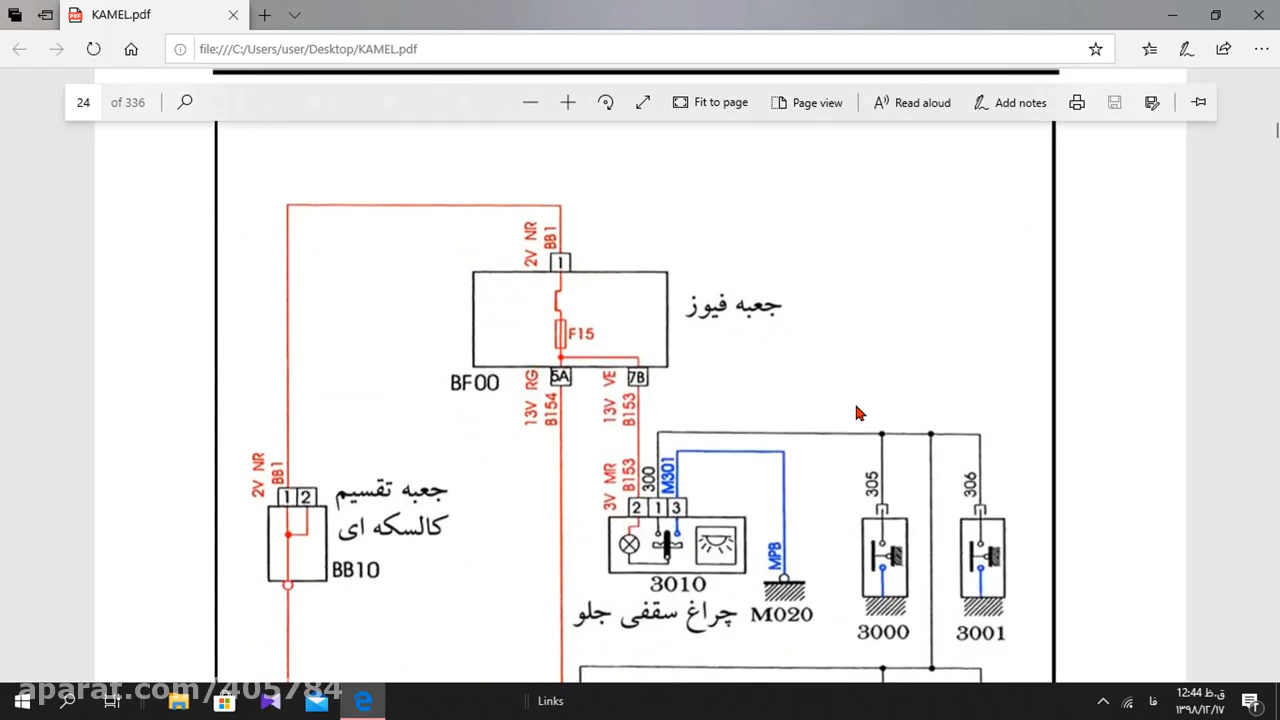 KAMEL.pdf
file:///C:/Users/user/Desktop/KAMEL.pdf
24 of 336
Fit to page
Page view
Read aloud
Add notes
2V NR
BB1
1
جعبه فیوز
F15
BF00
5A
7B
13V RG
B154
13V VE
B153
2V NR
BB1
1 2
جعبه تقسیم
کالسکه ای
BB10
3V MR
B153
300
M301
2 1 3
3010
چراغ سقفی جلو
MPB
M020
305
306
3000
3001
aparat.com/405784
Links
فا
12:44 ق.ظ
۱۳۹۸/۱۲/۱۷